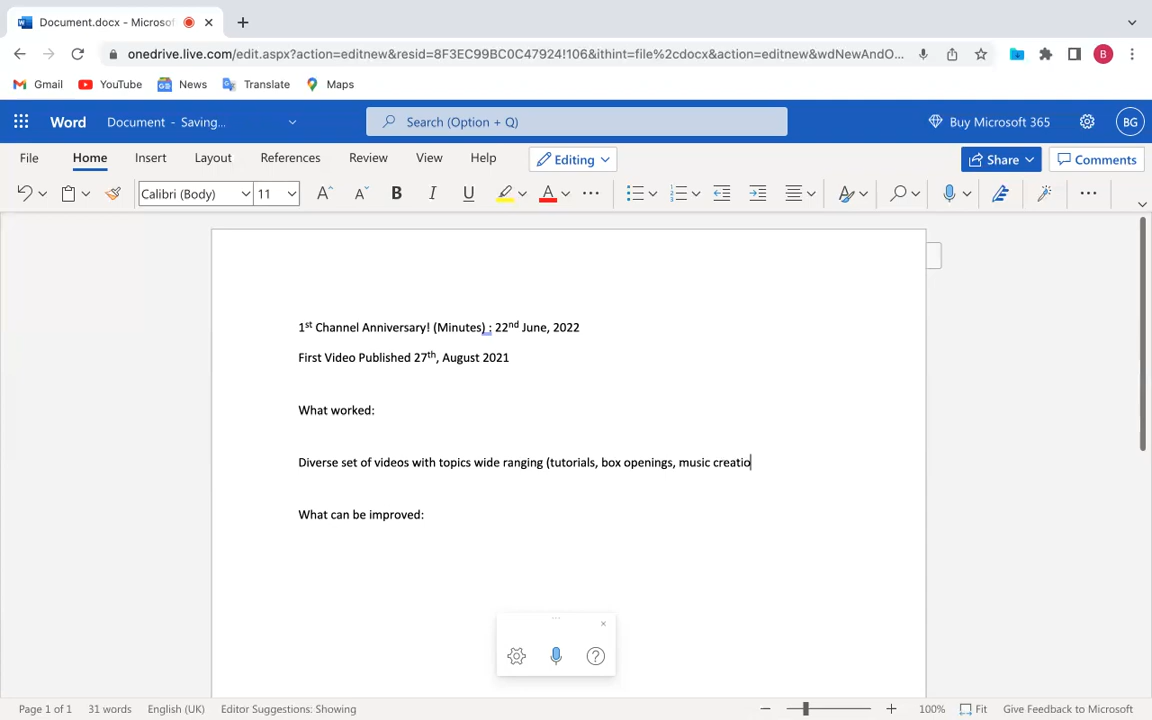 Document.docx - Microsof
onedrive.live.com/edit.aspx?action=editnew&resid=8F3EC99BC0C47924!106&ithint=file%2cdocx&action=editnew&wdNewAndO...
B
Gmail YouTube News Translate Maps
Word Document - Saving... Search (Option + Q) Buy Microsoft 365 BG
File Home Insert Layout References Review View Help Editing Share Comments
Calibri (Body) 11 A A B I U A
1st Channel Anniversary! (Minutes) : 22nd June, 2022
First Video Published 27th, August 2021
What worked:
Diverse set of videos with topics wide ranging (tutorials, box openings, music creatio
What can be improved:
Page 1 of 1 31 words English (UK) Editor Suggestions: Showing 100% Fit Give Feedback to Microsoft